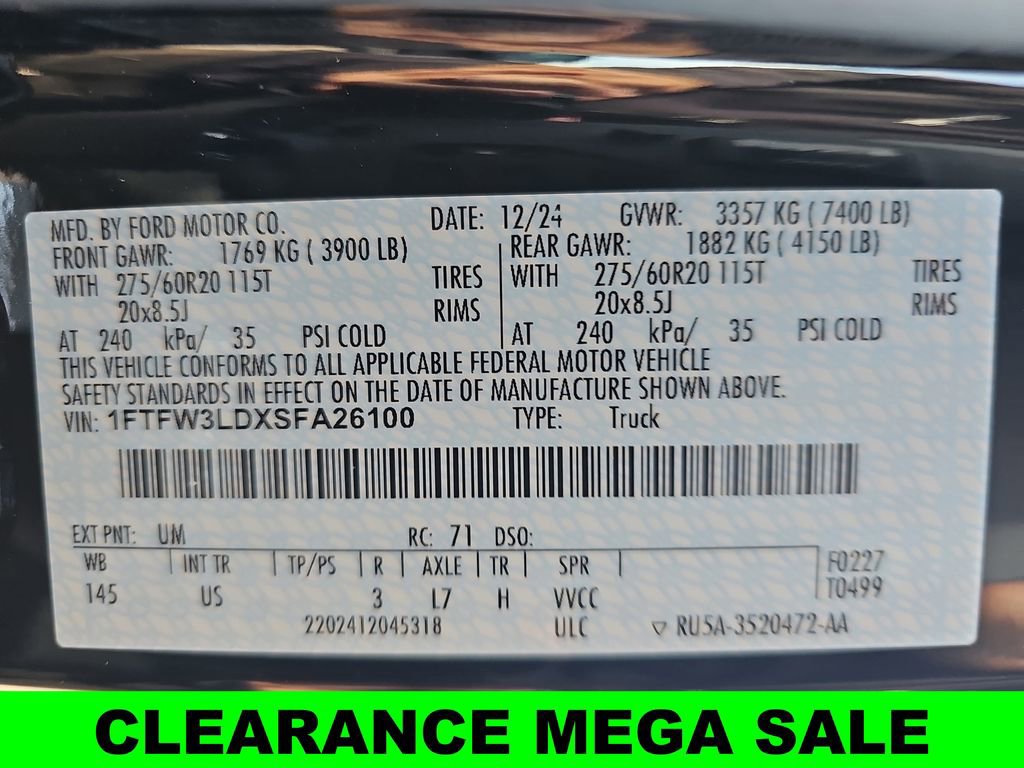 MFD. BY FORD MOTOR CO. DATE: 12/24 GVWR: 3357 KG ( 7400 LB)
FRONT GAWR: 1769 KG ( 3900 LB) REAR GAWR: 1882 KG ( 4150 LB)
WITH 275/60R20 115T TIRES WITH 275/60R20 115T TIRES
20x8.5J RIMS 20x8.5J RIMS
AT 240 kPa/ 35 PSI COLD AT 240 kPa/ 35 PSI COLD
THIS VEHICLE CONFORMS TO ALL APPLICABLE FEDERAL MOTOR VEHICLE
SAFETY STANDARDS IN EFFECT ON THE DATE OF MANUFACTURE SHOWN ABOVE.
VIN: 1FTFW3LDXSFA26100 TYPE: Truck
EXT PNT: UM RC: 71 DSO:
WB INT TR TP/PS R AXLE TR SPR F0227
145 US 3 L7 H VVCC T0499
2202412045318 ULC ▽ RU5A-3520472-AA
CLEARANCE MEGA SALE